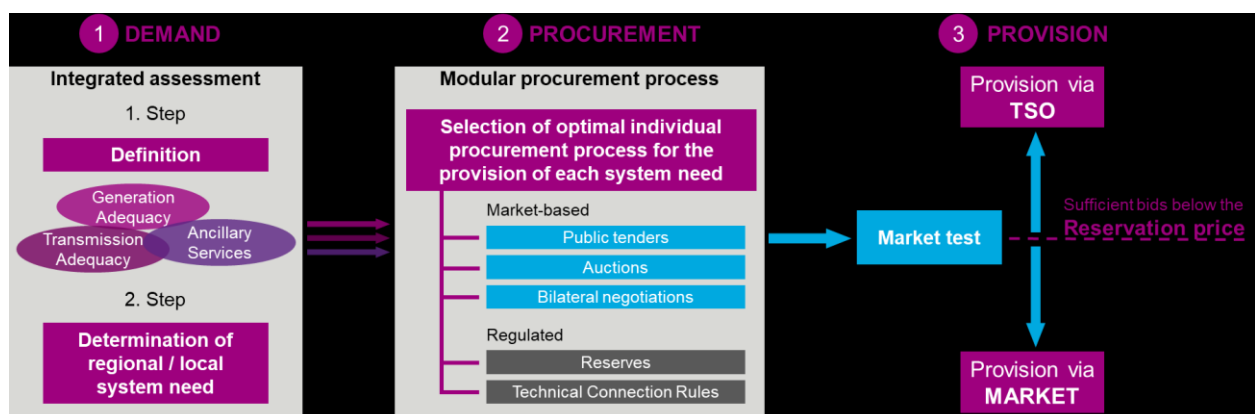 1 DEMAND
Integrated assessment
1. Step
Definition
Generation
Adequacy
Transmission
Adequacy
Ancillary
Services
2. Step
Determination of
regional / local
system need
2 PROCUREMENT
Modular procurement process
Selection of optimal individual
procurement process for the
provision of each system need
Market-based
Public tenders
Auctions
Bilateral negotiations
Regulated
Reserves
Technical Connection Rules
3 PROVISION
Provision via
TSO
Market test
Sufficient bids below the
Reservation price
Provision via
MARKET